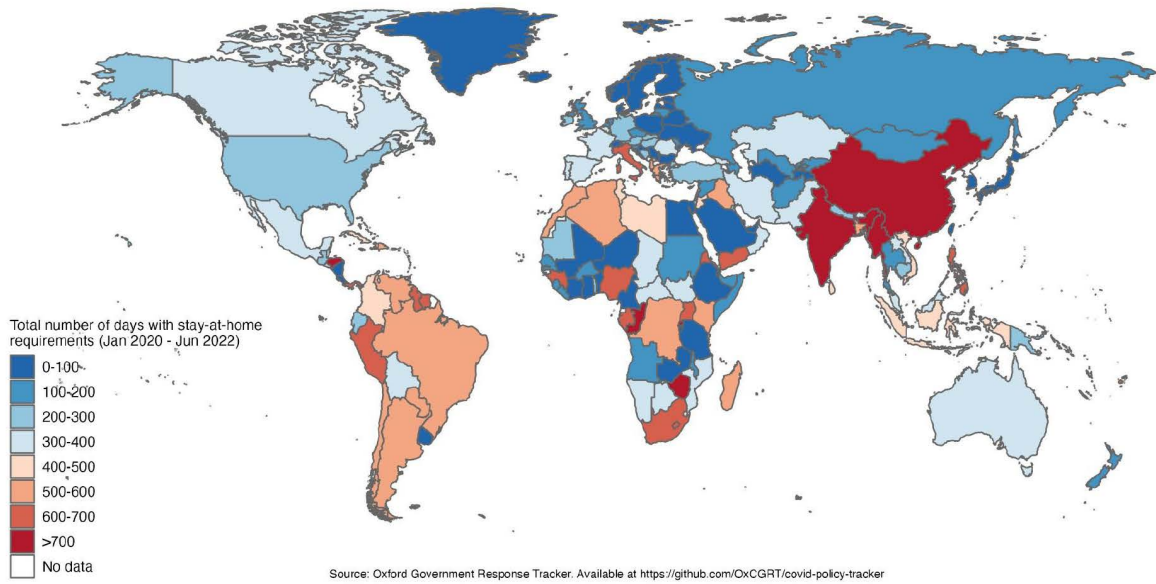 Total number of days with stay-at-home
requirements (Jan 2020 - Jun 2022)
0-100
100-200
200-300
300-400
400-500
500-600
600-700
>700
No data
Source: Oxford Government Response Tracker. Available at https://github.com/OxCGRT/covid-policy-tracker